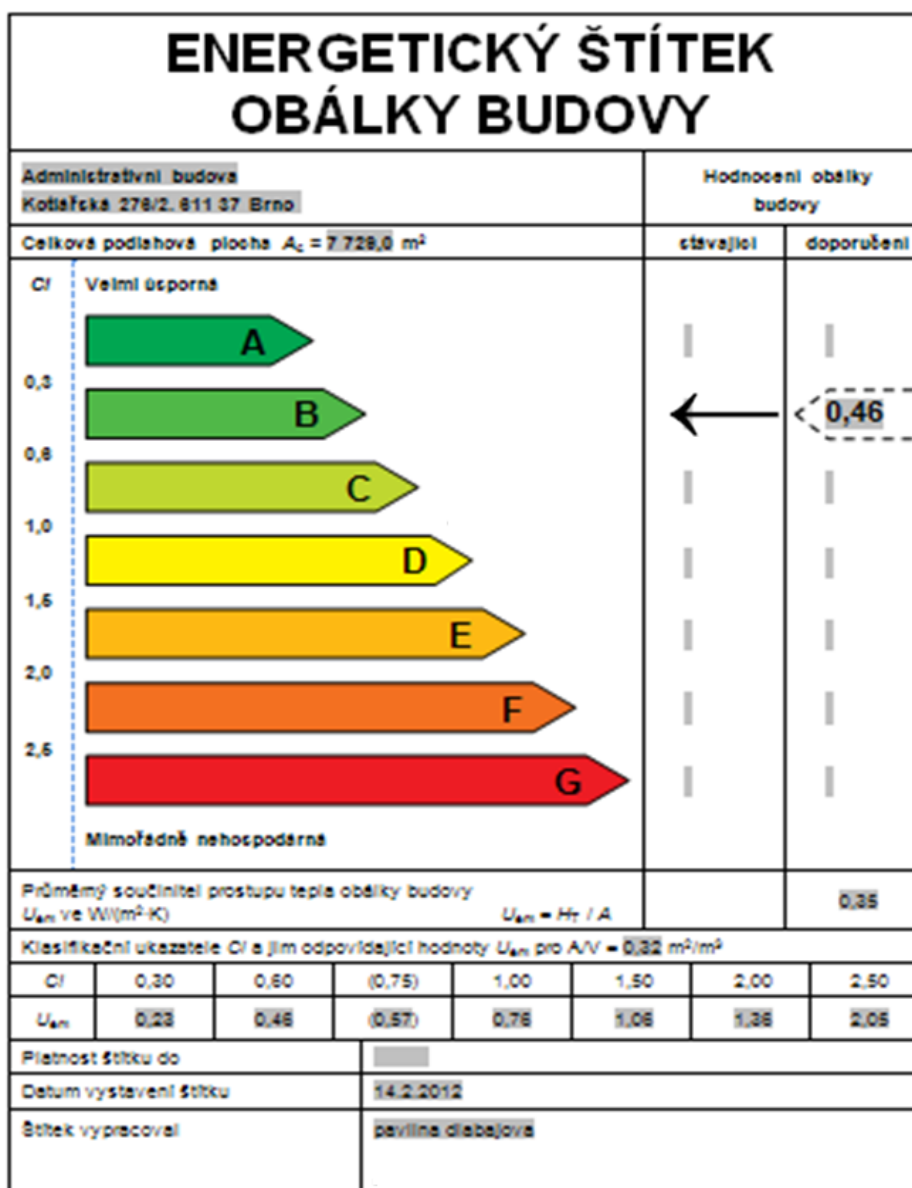 ENERGETICKÝ ŠTÍTEK
OBÁLKY BUDOVY
Administrativní budova
Kotlářská 276/2. 611 37 Brno
Hodnocení obálky
budovy
Celková podlahová plocha Ac = 7 729,0 m²
stávající
doporučení
CI Velmi úsporná
A
0,3
B
0,46
0,6
C
1,0
D
1,5
E
2,0
F
2,5
G
Mimořádně nehospodárná
Průměrný součinitel prostupu tepla obálky budovy
Uem ve W/(m²·K) Uem = HT / A
0,35
Klasifikační ukazatele CI a jim odpovídající hodnoty Uem pro A/V = 0,32 m²/m³
CI 0,30 0,60 (0,75) 1,00 1,50 2,00 2,50
Uem 0,23 0,46 (0,57) 0,76 1,06 1,36 2,05
Platnost štítku do
Datum vystavení štítku 14.2.2012
Štítek vypracoval pavlina dlabajova